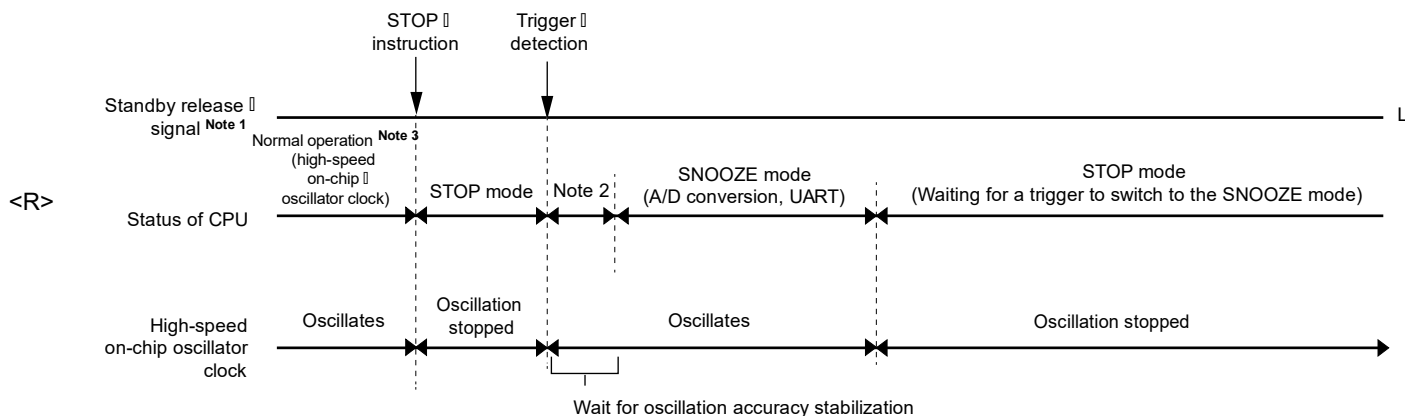 STOP
instruction
Trigger
detection
Standby release
signal Note 1
L
Normal operation Note 3
(high-speed
on-chip
oscillator clock)
<R>
Status of CPU
STOP mode
Note 2
SNOOZE mode
(A/D conversion, UART)
STOP mode
(Waiting for a trigger to switch to the SNOOZE mode)
High-speed
on-chip oscillator
clock
Oscillates
Oscillation
stopped
Oscillates
Oscillation stopped
Wait for oscillation accuracy stabilization